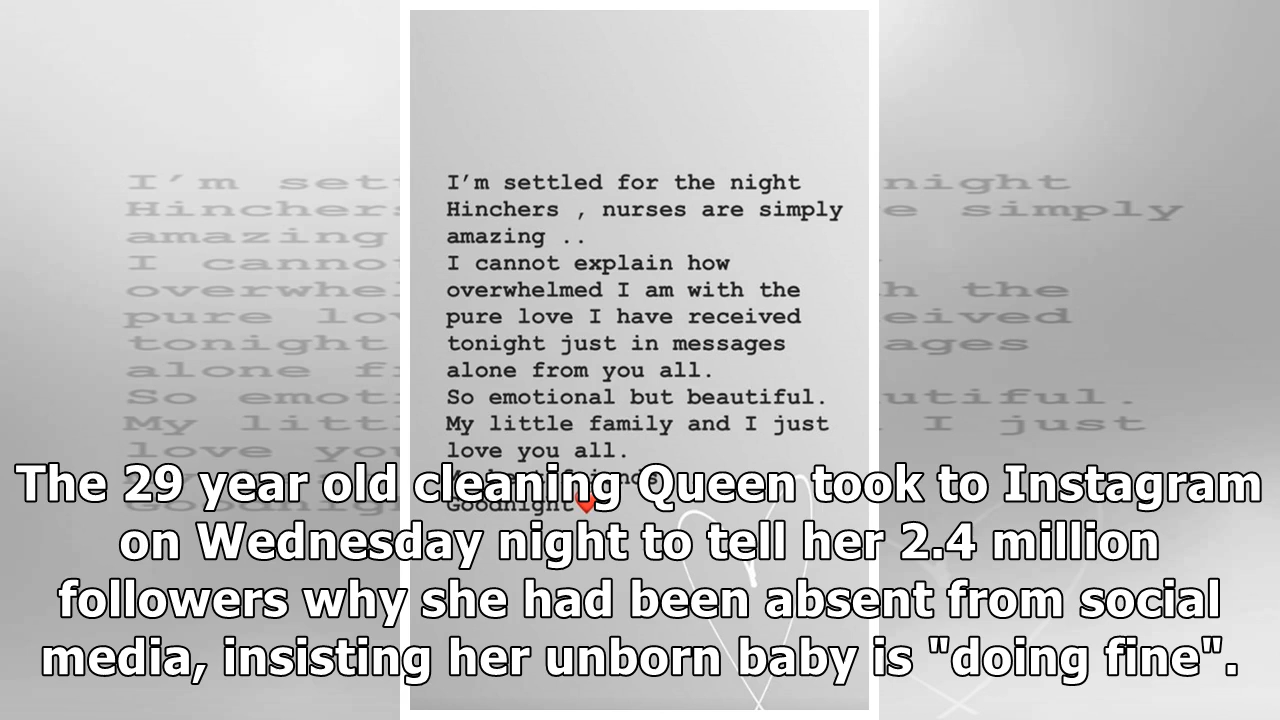 I’m settled for the night
Hinchers , nurses are simply
amazing ..
I cannot explain how
overwhelmed I am with the
pure love I have received
tonight just in messages
alone from you all.
So emotional but beautiful.
My little family and I just
love you all.
Goodnight❤️
The 29 year old cleaning Queen took to Instagram
on Wednesday night to tell her 2.4 million
followers why she had been absent from social
media, insisting her unborn baby is "doing fine".